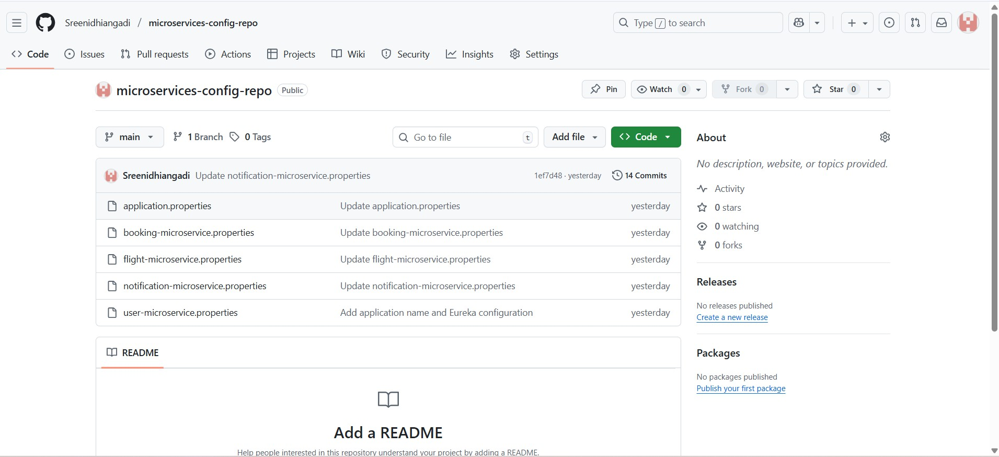 Sreenidhiangadi / microservices-config-repo
Type / to search
Code Issues Pull requests Actions Projects Wiki Security Insights Settings
microservices-config-repo Public
Pin Watch 0 Fork 0 Star 0
main 1 Branch 0 Tags Go to file t Add file Code
Sreenidhiangadi Update notification-microservice.properties 1ef7d48 · yesterday 14 Commits
application.properties Update application.properties yesterday
booking-microservice.properties Update booking-microservice.properties yesterday
flight-microservice.properties Update flight-microservice.properties yesterday
notification-microservice.properties Update notification-microservice.properties yesterday
user-microservice.properties Add application name and Eureka configuration yesterday
README
Add a README
Help people interested in this repository understand your project by adding a README.
About
No description, website, or topics provided.
Activity
0 stars
0 watching
0 forks
Releases
No releases published
Create a new release
Packages
No packages published
Publish your first package